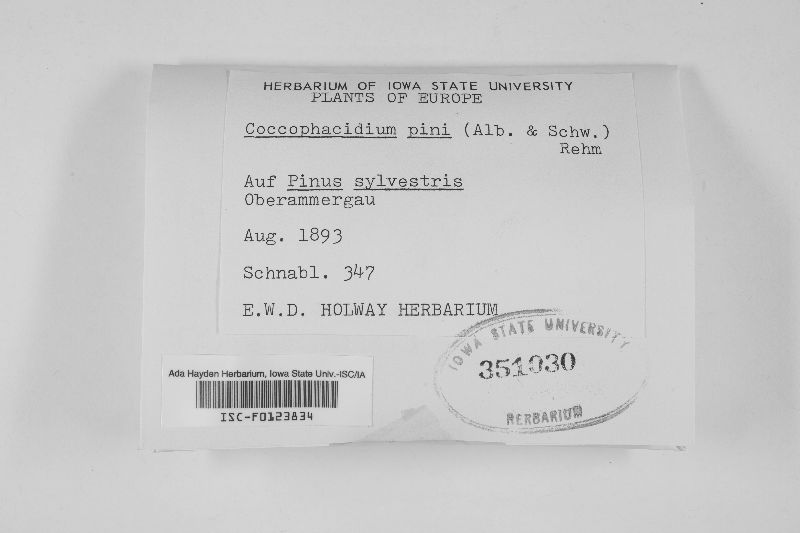 HERBARIUM OF IOWA STATE UNIVERSITY
PLANTS OF EUROPE
Coccophacidium pini (Alb. & Schw.)
Rehm
Auf Pinus sylvestris
Oberammergau
Aug. 1893
Schnabl. 347
E.W.D. HOLWAY HERBARIUM
IOWA STATE UNIVERSITY
351030
HERBARIUM
Ada Hayden Herbarium, Iowa State Univ.-ISC/IA
ISC-F0123834